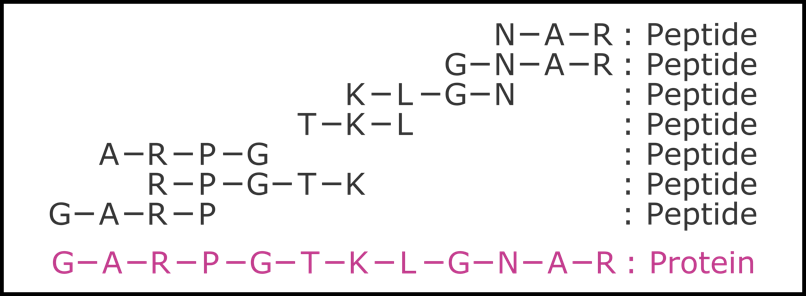 N–A–R : Peptide
G–N–A–R : Peptide
K–L–G–N : Peptide
T–K–L : Peptide
A–R–P–G : Peptide
R–P–G–T–K : Peptide
G–A–R–P : Peptide
G–A–R–P–G–T–K–L–G–N–A–R : Protein